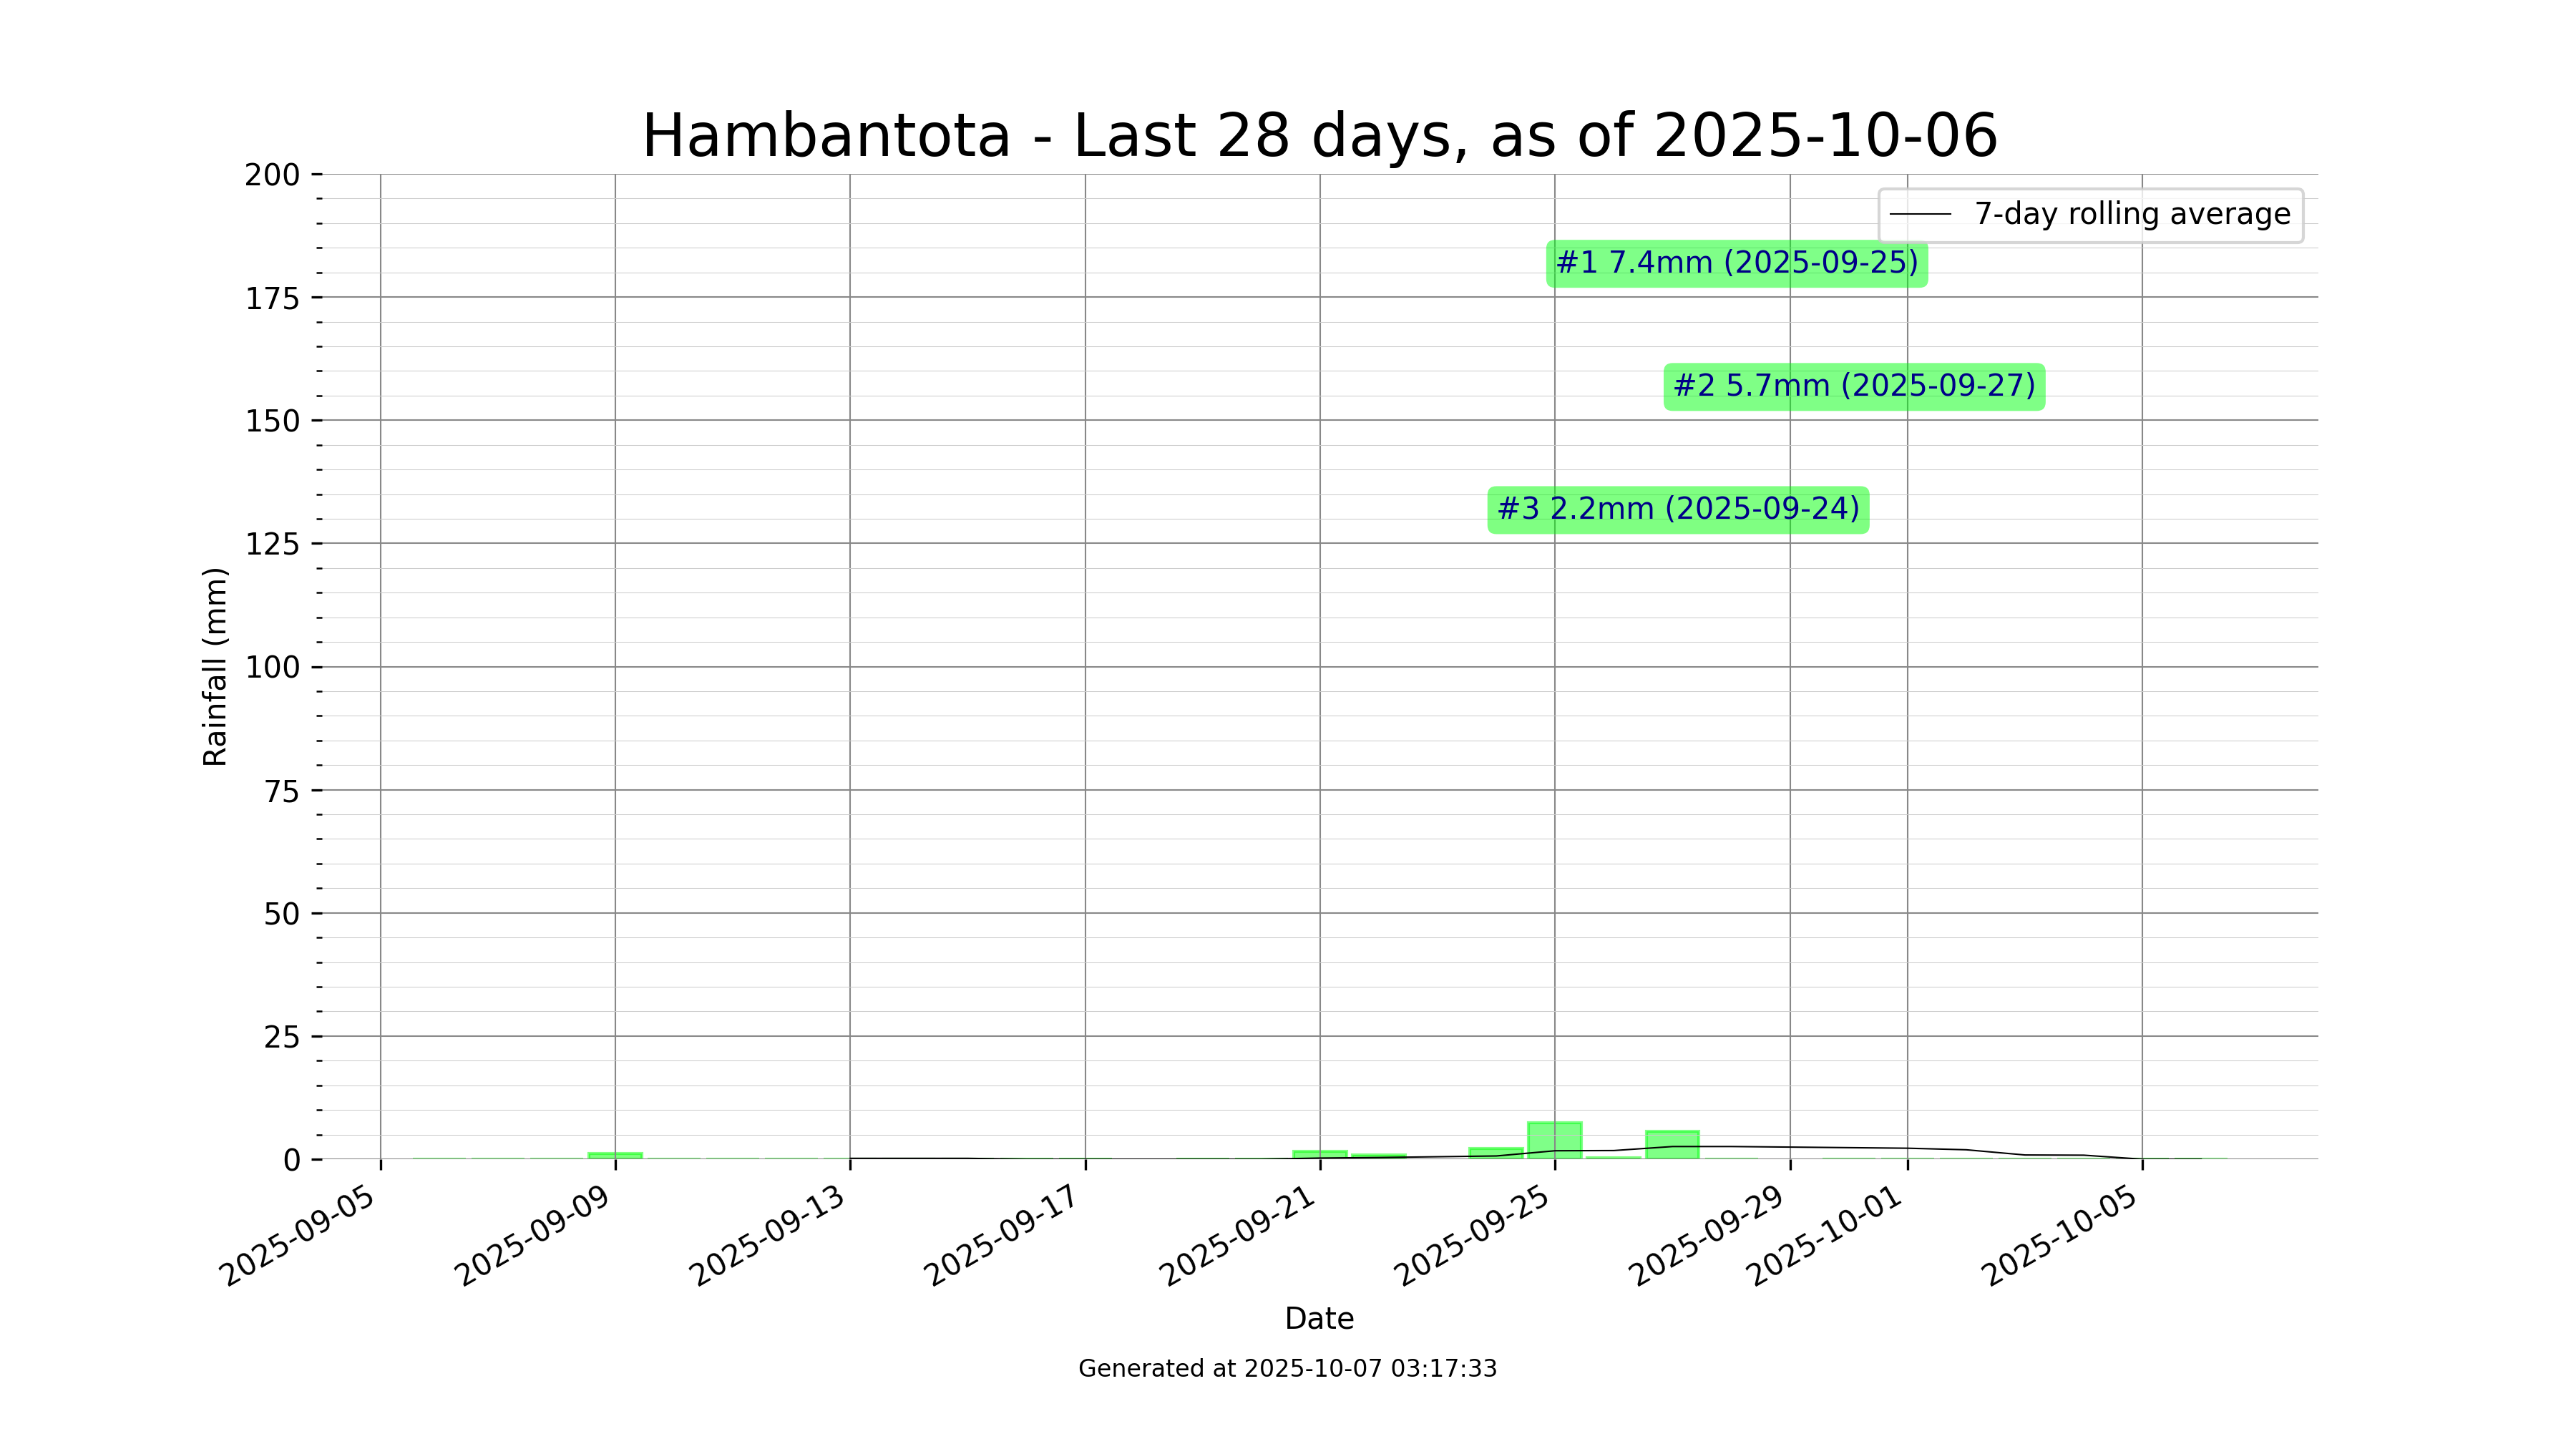 Hambantota - Last 28 days, as of 2025-10-06
200
175
150
125
100
75
50
25
0
Rainfall (mm)
7-day rolling average
#1 7.4mm (2025-09-25)
#2 5.7mm (2025-09-27)
#3 2.2mm (2025-09-24)
2025-09-05
2025-09-09
2025-09-13
2025-09-17
2025-09-21
2025-09-25
2025-09-29
2025-10-01
2025-10-05
Date
Generated at 2025-10-07 03:17:33